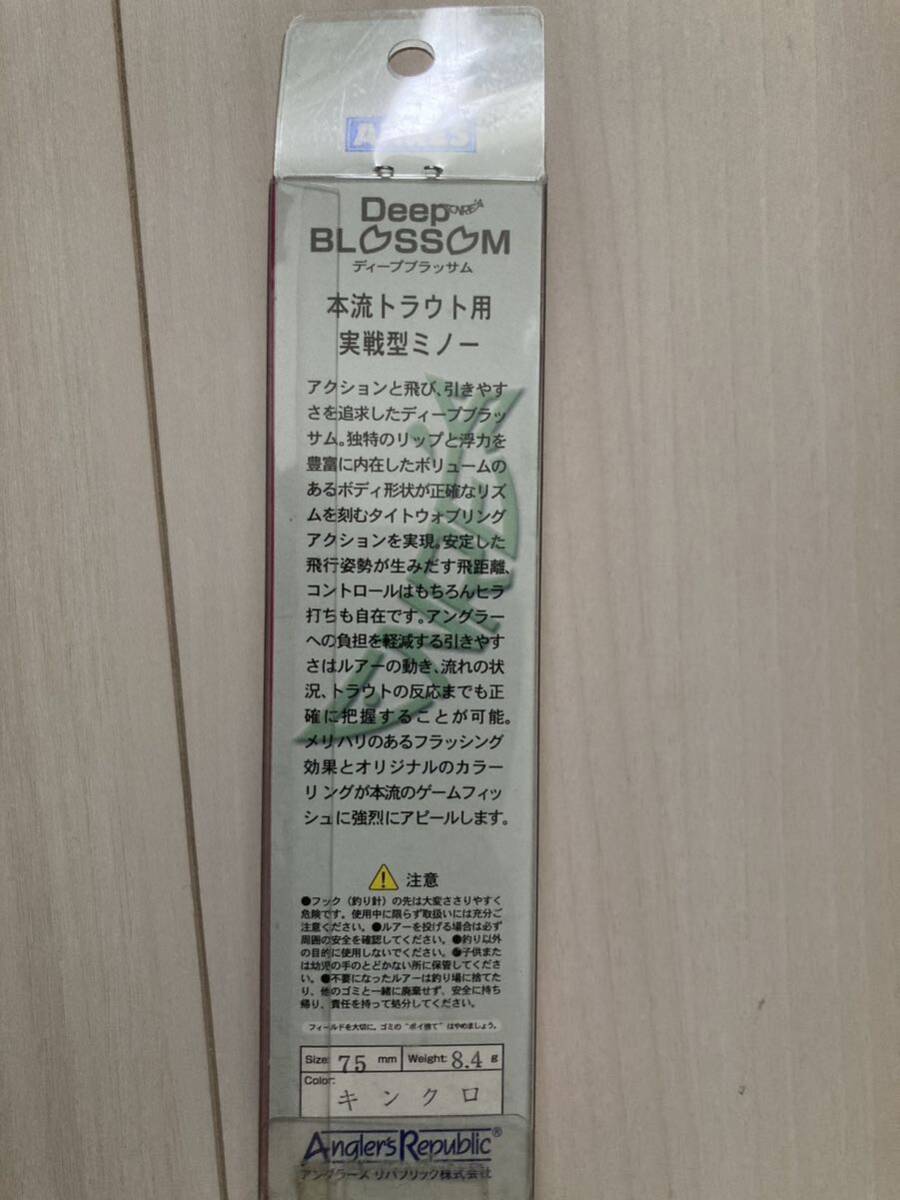 Deep
BLOSSOM
ディープブラッサム
本流トラウト用
実戦型ミノー
アクションと飛び、引きやす
さを追求したディープブラッ
サム。独特のリップと浮力を
豊富に内在したボリュームの
あるボディ形状が正確なリズ
ムを刻むタイトウォブリング
アクションを実現。安定した
飛行姿勢が生みだす飛距離、
コントロールはもちろんヒラ
打ちも自在です。アングラー
への負担を軽減する引きやす
さはルアーの動き、流れの状
況、トラウトの反応までも正
確に把握することが可能。
メリハリのあるフラッシング
効果とオリジナルのカラー
リングが本流のゲームフィッ
シュに強烈にアピールします。
注意
●フック（釣り針）の先は大変ささりやすく
危険です。使用中に限らず取扱いには充分ご
注意ください。●ルアーを投げる場合は必ず
周囲の安全を確認してください。●釣り以外
の目的に使用しないでください。●子供また
は幼児の手のとどかない所に保管してくださ
い。●不要になったルアーは釣り場に捨てた
り、他のゴミと一緒に廃棄せず、安全に持ち
帰り、責任を持って処分してください。
フィールドを大切に。ゴミの"ポイ捨て"はやめましょう。
Size: 75 mm Weight: 8.4 g
Color:
キンクロ
Angler's Republic®
アングラーズ リパブリック株式会社